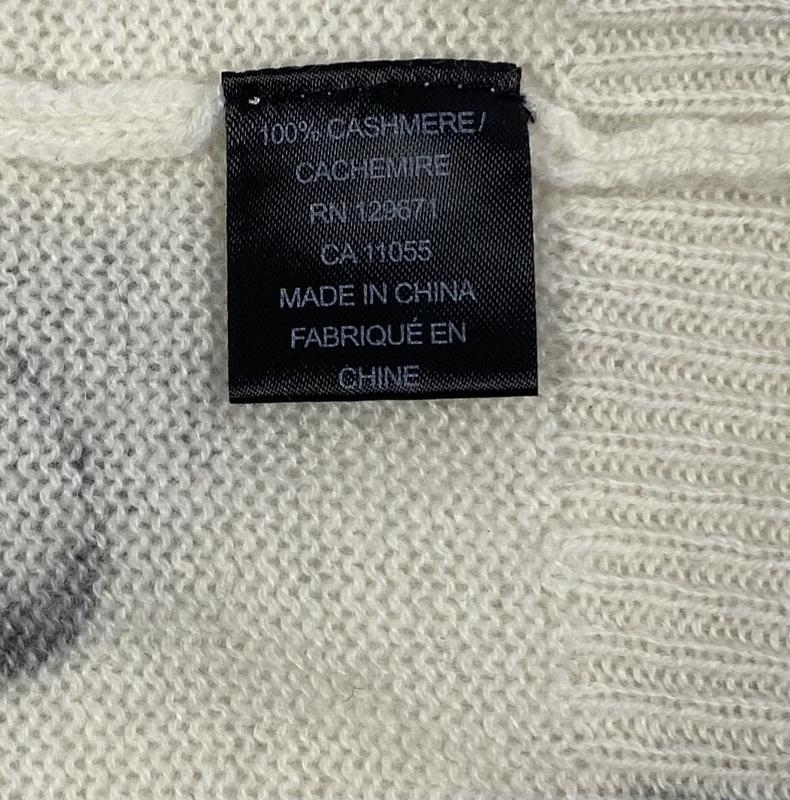 100% CASHMERE/
CACHEMIRE
RN 129671
CA 11055
MADE IN CHINA
FABRIQUÉ EN
CHINE